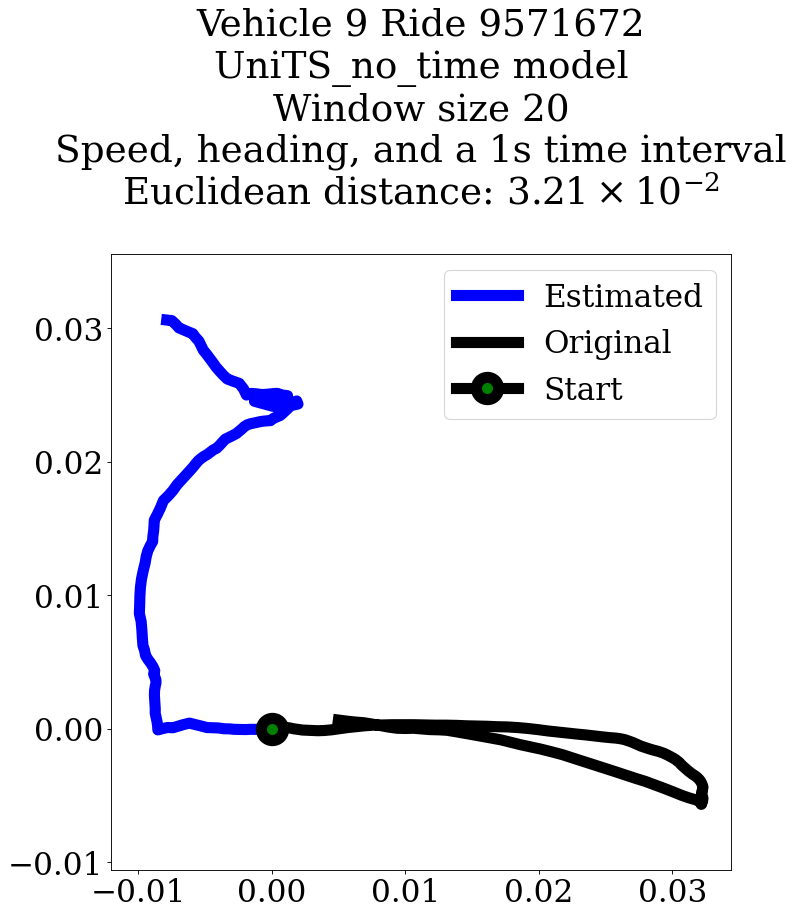 Vehicle 9 Ride 9571672
UniTS_no_time model
Window size 20
Speed, heading, and a 1s time interval
Euclidean distance: 3.21 × 10⁻²
Estimated
Original
Start
0.03
0.02
0.01
0.00
−0.01
−0.01 0.00 0.01 0.02 0.03